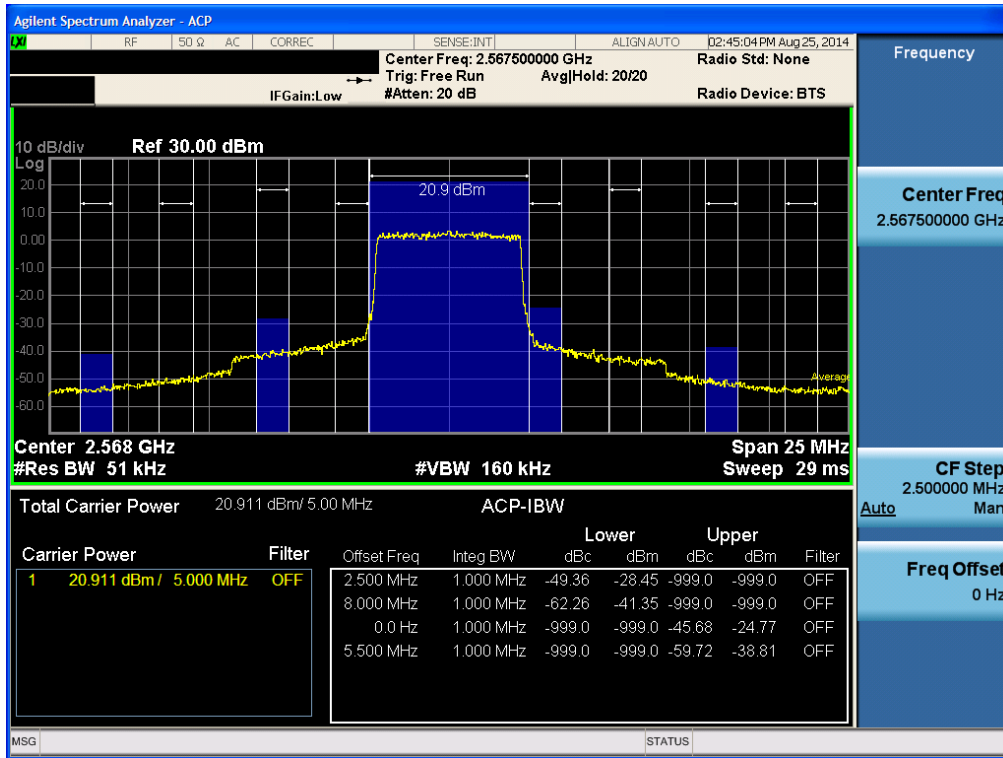 Agilent Spectrum Analyzer - ACP
LXI RF 50 Ω AC CORREC SENSE:INT ALIGN AUTO 02:45:04 PM Aug 25, 2014
Center Freq: 2.567500000 GHz Radio Std: None
Trig: Free Run Avg|Hold: 20/20
IFGain:Low #Atten: 20 dB Radio Device: BTS
10 dB/div Ref 30.00 dBm
Log
20.0
10.0
0.00
-10.0
-20.0
-30.0
-40.0
-50.0
-60.0
20.9 dBm
Average
Center 2.568 GHz Span 25 MHz
#Res BW 51 kHz #VBW 160 kHz Sweep 29 ms
Total Carrier Power 20.911 dBm/ 5.00 MHz ACP-IBW
Lower Upper
Carrier Power Filter Offset Freq Integ BW dBc dBm dBc dBm Filter
1 20.911 dBm / 5.000 MHz OFF
2.500 MHz 1.000 MHz -49.36 -28.45 -999.0 -999.0 OFF
8.000 MHz 1.000 MHz -62.26 -41.35 -999.0 -999.0 OFF
0.0 Hz 1.000 MHz -999.0 -999.0 -45.68 -24.77 OFF
5.500 MHz 1.000 MHz -999.0 -999.0 -59.72 -38.81 OFF
MSG STATUS
Frequency
Center Freq
2.567500000 GHz
CF Step
2.500000 MHz
Auto Man
Freq Offset
0 Hz